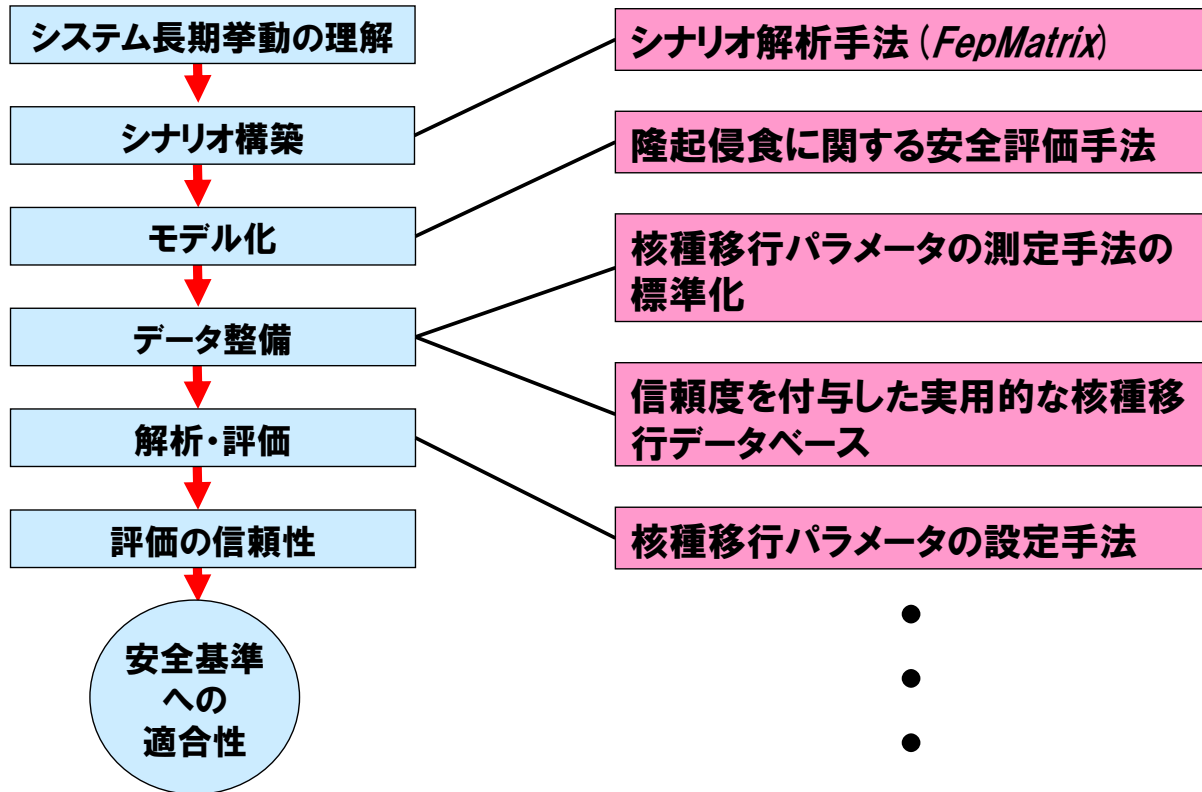 システム長期挙動の理解
シナリオ構築
モデル化
データ整備
解析・評価
評価の信頼性
安全基準
への
適合性
シナリオ解析手法（FepMatrix）
隆起侵食に関する安全評価手法
核種移行パラメータの測定手法の
標準化
信頼度を付与した実用的な核種移
行データベース
核種移行パラメータの設定手法